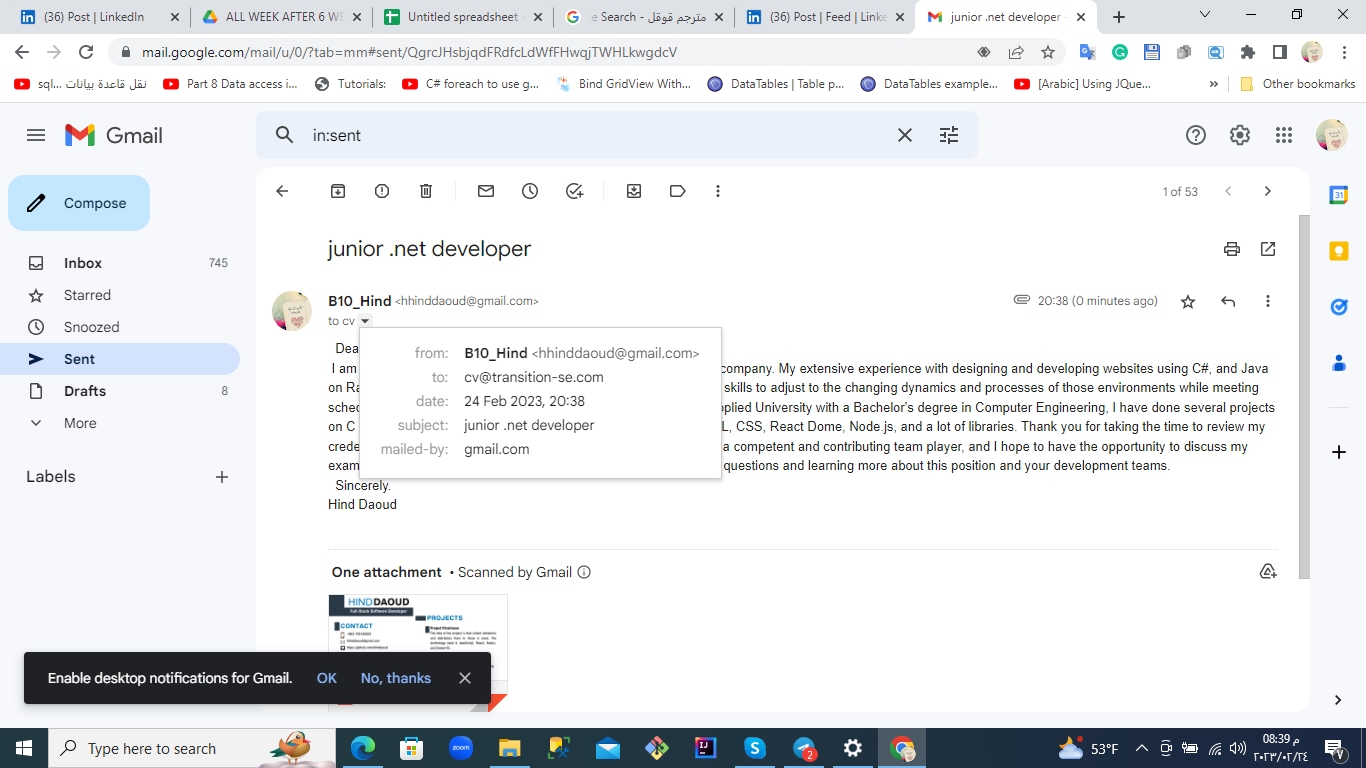 (36) Post | LinkedIn
ALL WEEK AFTER 6 WE
Untitled spreadsheet -
مترجم قوقل - e Search
(36) Post | Feed | Linke
junior .net developer -
mail.google.com/mail/u/0/?tab=mm#sent/QgrcJHsbjqdFRdfcLdWfFHwqjTWHLkwgdcV
نقل قاعدة بيانات ...sql
Part 8 Data access i...
Tutorials:
C# foreach to use g...
Bind GridView With...
DataTables | Table p...
DataTables example...
[Arabic] Using JQue...
»
Other bookmarks
Gmail
in:sent
Compose
1 of 53
Inbox 745
Starred
Snoozed
Sent
Drafts 8
More
Labels
junior .net developer
B10_Hind <hhinddaoud@gmail.com>
20:38 (0 minutes ago)
to cv
from: B10_Hind <hhinddaoud@gmail.com>
to: cv@transition-se.com
date: 24 Feb 2023, 20:38
subject: junior .net developer
mailed-by: gmail.com
Dea
I am company. My extensive experience with designing and developing websites using C#, and Java
on Ra skills to adjust to the changing dynamics and processes of those environments while meeting
sched plied University with a Bachelor's degree in Computer Engineering, I have done several projects
on C L, CSS, React Dome, Node.js, and a lot of libraries. Thank you for taking the time to review my
crede a competent and contributing team player, and I hope to have the opportunity to discuss my
exam questions and learning more about this position and your development teams.
Sincerely.
Hind Daoud
One attachment • Scanned by Gmail
HIND DAOUD
Full-Stack Software Developer
CONTACT
PROJECTS
Enable desktop notifications for Gmail. OK No, thanks
31
Type here to search
zoom
IJ
S
2
53°F
08:39 م
٢٠٢٣/٠٢/٢٤
V